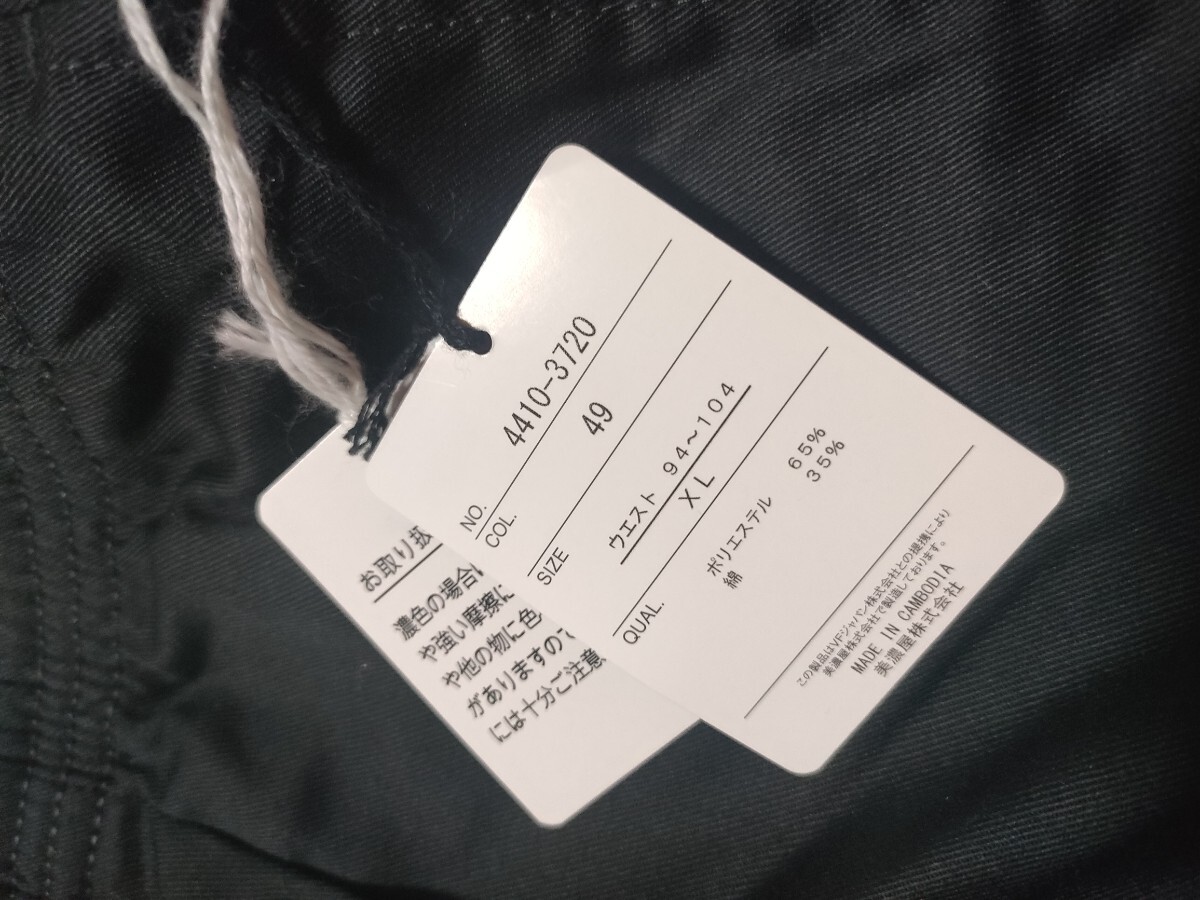 NO. 4410-3720
COL. 49
SIZE ウエスト 94~104
XL
QUAL. ポリエステル 65%
綿 35%
この製品はVFジャパン株式会社との提携により
美濃屋株式会社で製造しております。
MADE IN CAMBODIA
美濃屋株式会社
お取り扱
濃色の場合
や強い摩擦に
や他の物に色
がありますので
には十分ご注意